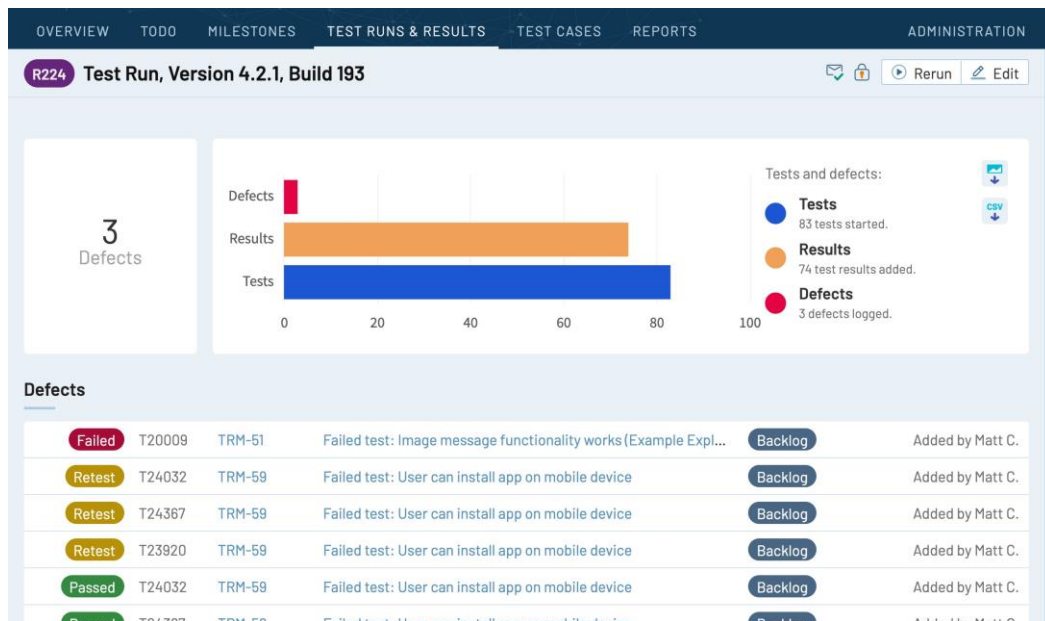 OVERVIEW TODO MILESTONES TEST RUNS & RESULTS TEST CASES REPORTS ADMINISTRATION
R224 Test Run, Version 4.2.1, Build 193 Rerun Edit
3
Defects
Defects
Results
Tests
0 20 40 60 80 100
Tests and defects:
Tests
83 tests started.
Results
74 test results added.
Defects
3 defects logged.
CSV
Defects
Failed T20009 TRM-51 Failed test: Image message functionality works (Example Expl... Backlog Added by Matt C.
Retest T24032 TRM-59 Failed test: User can install app on mobile device Backlog Added by Matt C.
Retest T24367 TRM-59 Failed test: User can install app on mobile device Backlog Added by Matt C.
Retest T23920 TRM-59 Failed test: User can install app on mobile device Backlog Added by Matt C.
Passed T24032 TRM-59 Failed test: User can install app on mobile device Backlog Added by Matt C.